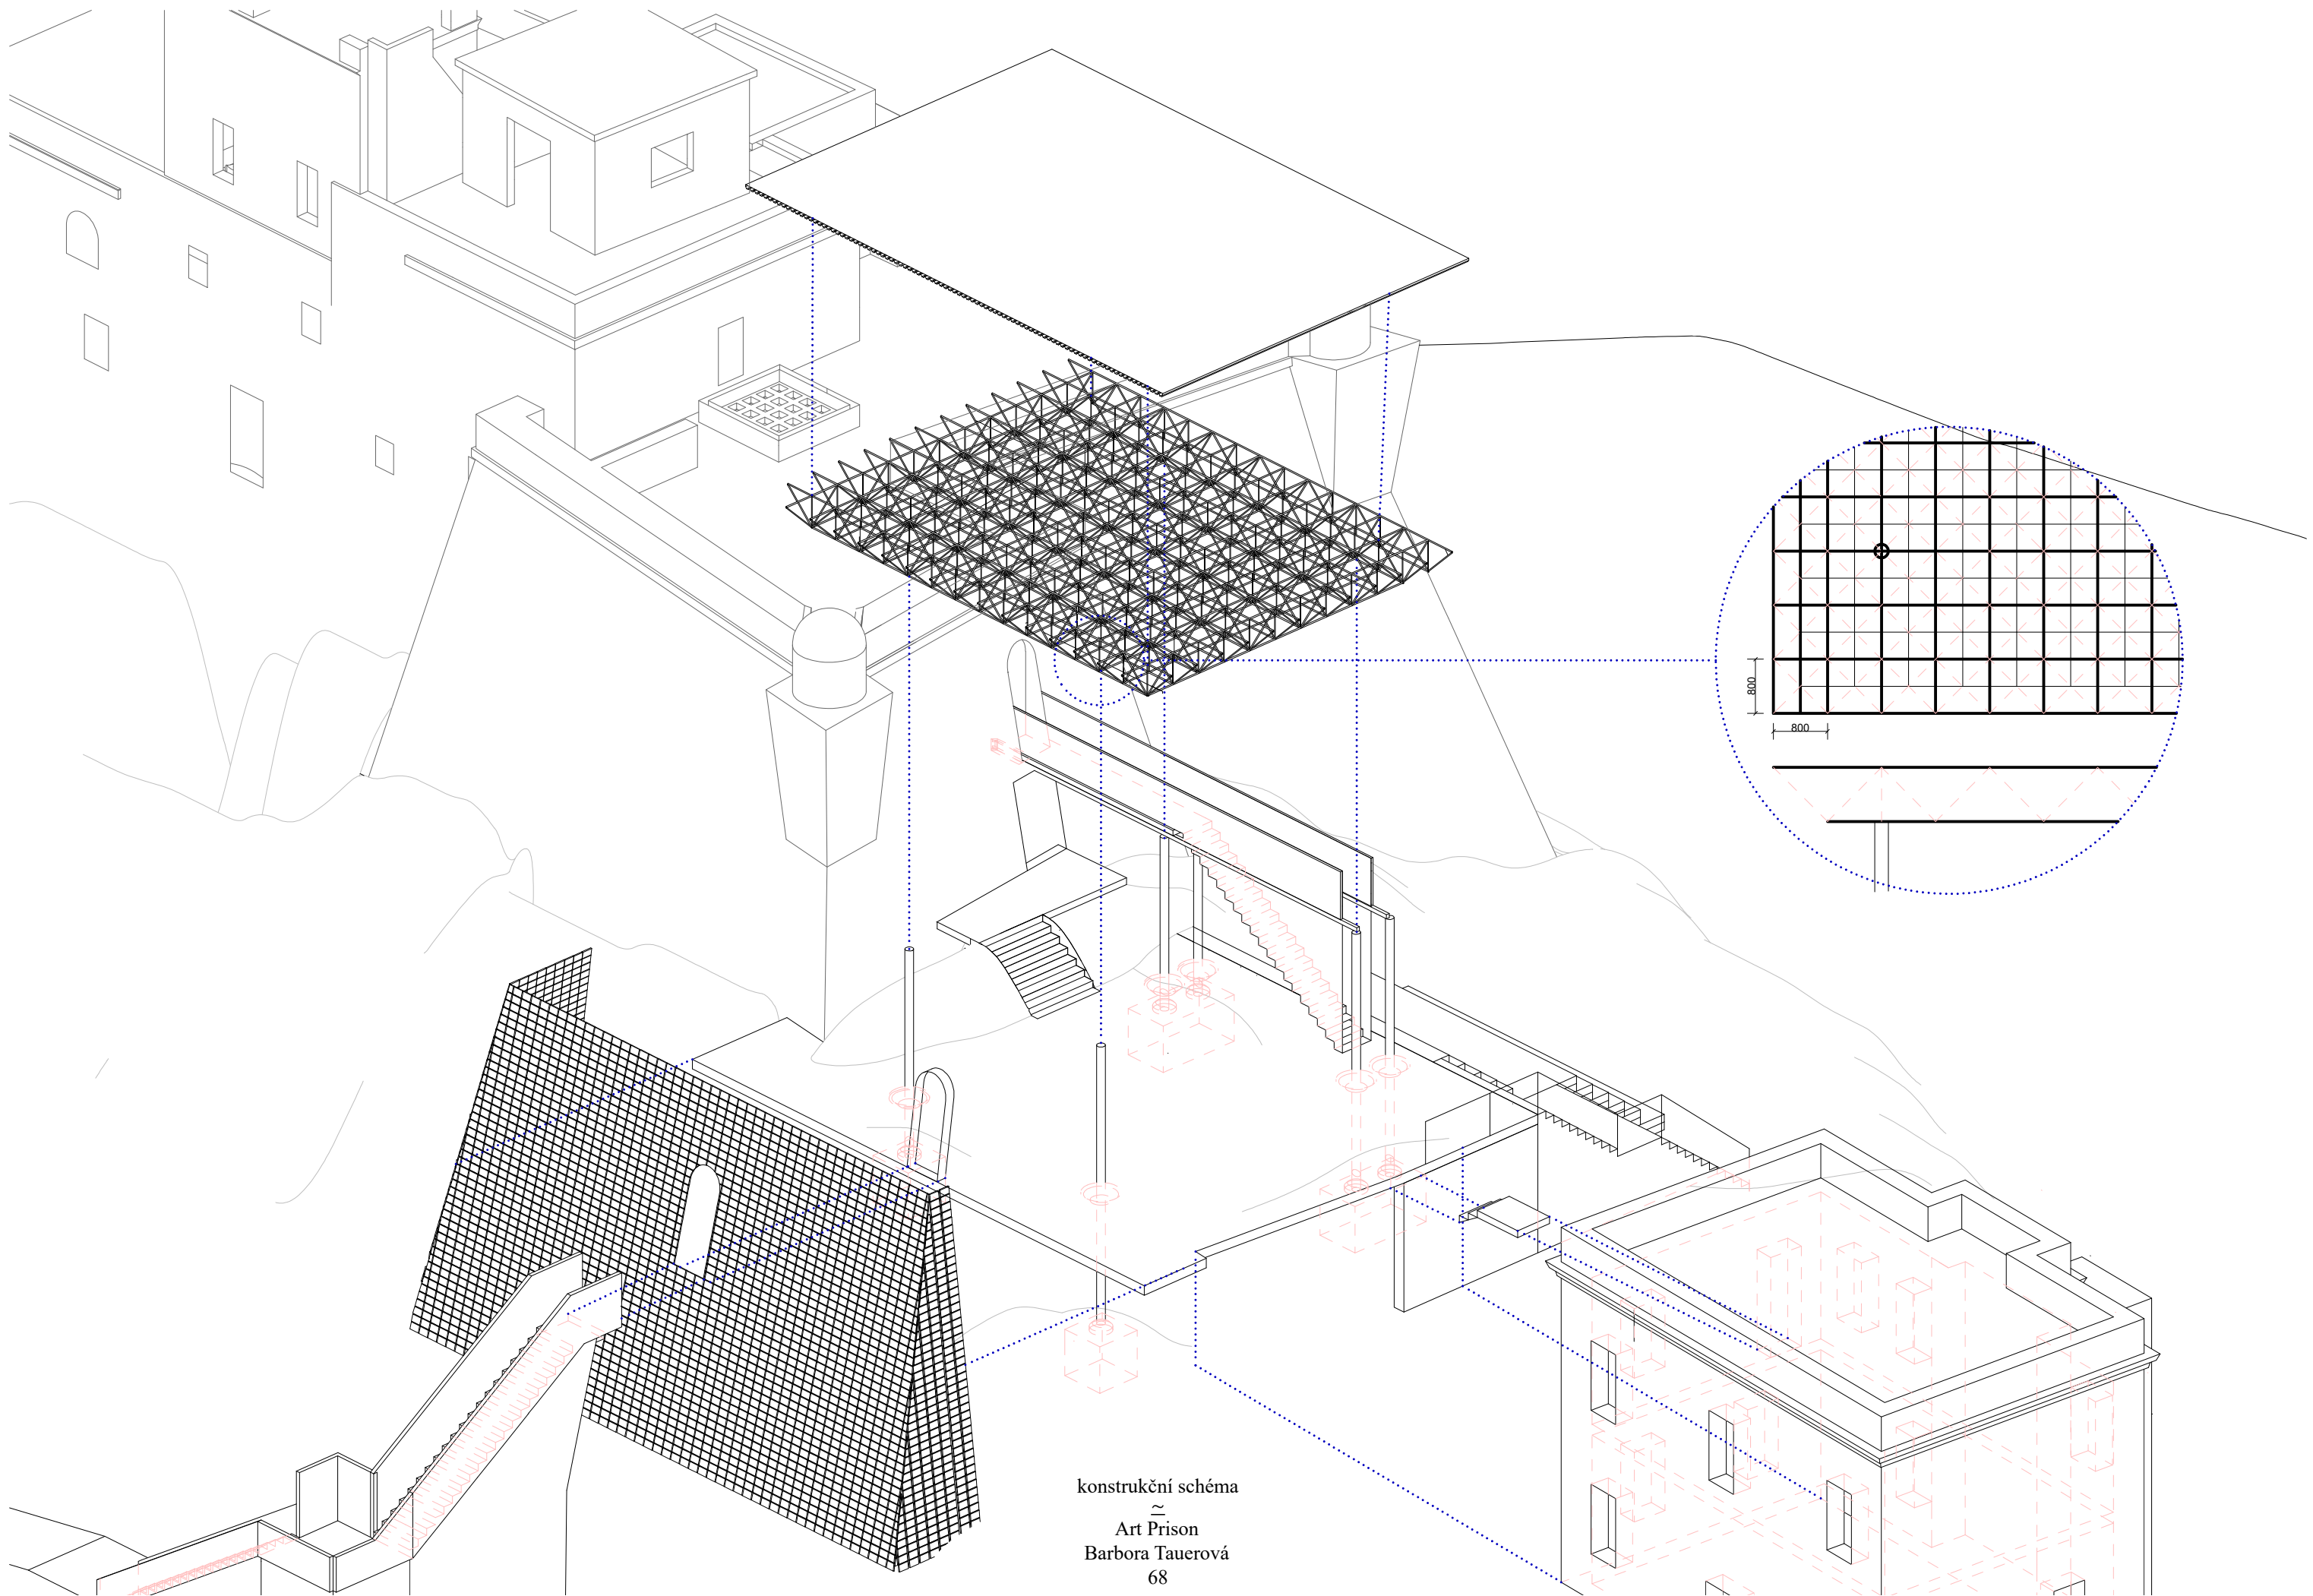 800
800
konstrukční schéma
≃
Art Prison
Barbora Tauerová
68